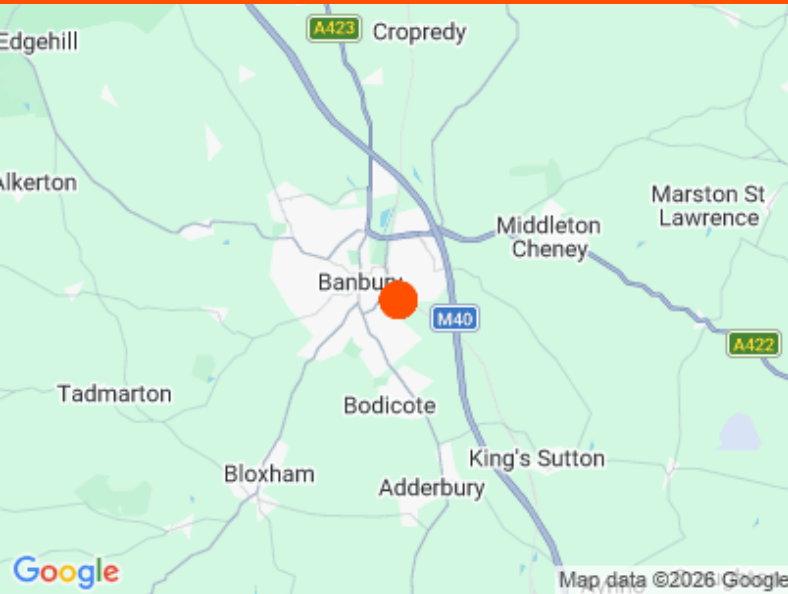 A423
Cropredy
Edgehill
Alkerton
Marston St
Lawrence
Middleton
Cheney
Banbury
M40
A422
Tadmarton
Bodicote
King's Sutton
Bloxham
Adderbury
Google
Map data ©2026 Google